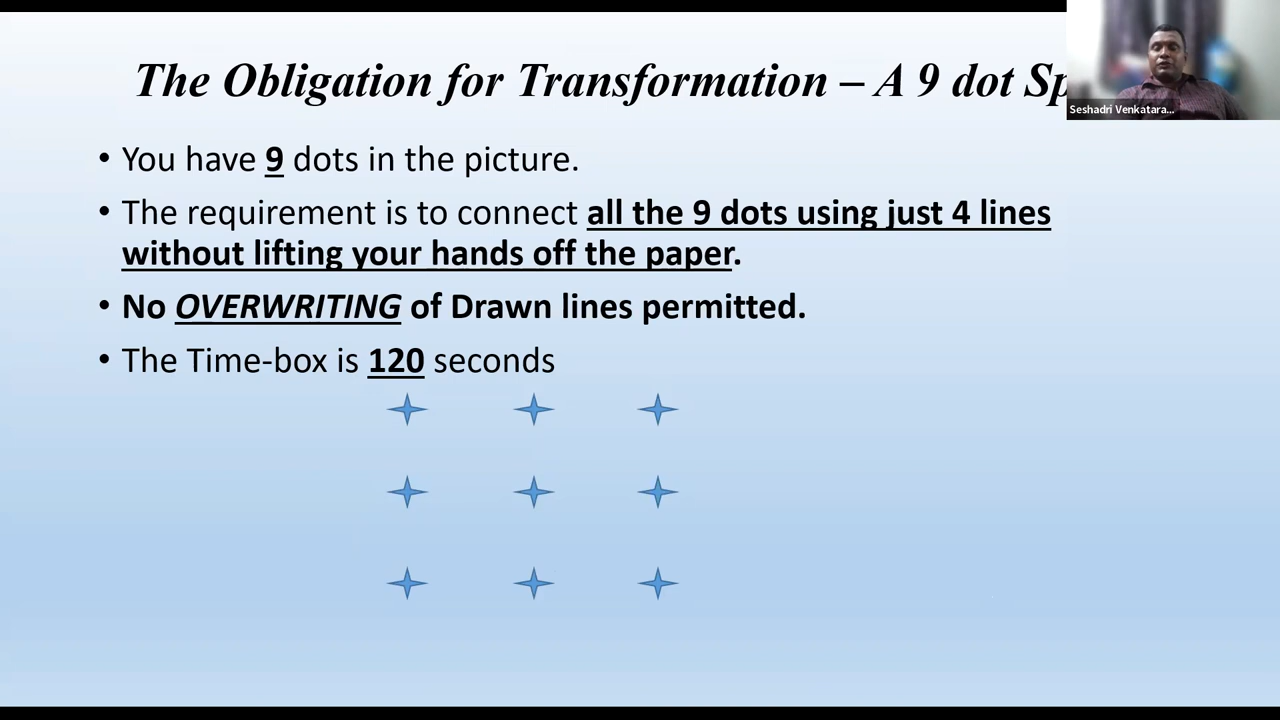 The Obligation for Transformation – A 9 dot
Seshadri Venkatara...
• You have 9 dots in the picture.
• The requirement is to connect all the 9 dots using just 4 lines
without lifting your hands off the paper.
• No OVERWRITING of Drawn lines permitted.
• The Time-box is 120 seconds